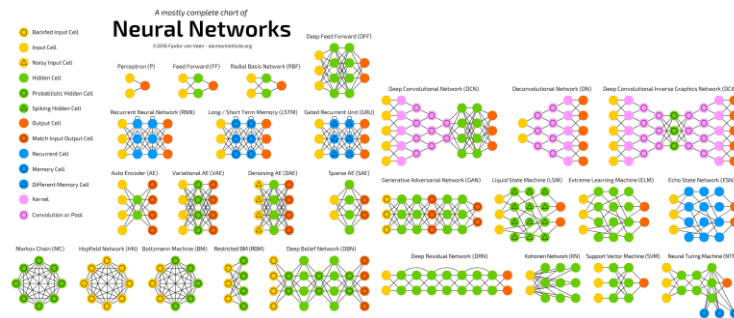 A mostly complete chart of
Neural Networks
©2016 Fjodor van Veen - asimovinstitute.org
Backfed Input Cell
Input Cell
Noisy Input Cell
Hidden Cell
Probablistic Hidden Cell
Spiking Hidden Cell
Output Cell
Match Input Output Cell
Recurrent Cell
Memory Cell
Different Memory Cell
Kernel
Convolution or Pool
Deep Feed Forward (DFF)
Perceptron (P)
Feed Forward (FF)
Radial Basis Network (RBF)
Recurrent Neural Network (RNN)
Long / Short Term Memory (LSTM)
Gated Recurrent Unit (GRU)
Auto Encoder (AE)
Variational AE (VAE)
Denoising AE (DAE)
Sparse AE (SAE)
Markov Chain (MC)
Hopfield Network (HN)
Boltzmann Machine (BM)
Restricted BM (RBM)
Deep Belief Network (DBN)
Deep Convolutional Network (DCN)
Deconvolutional Network (DN)
Deep Convolutional Inverse Graphics Network (DC
Generative Adversarial Network (GAN)
Liquid State Machine (LSM)
Extreme Learning Machine (ELM)
Echo State Network (ESN)
Deep Residual Network (DRN)
Kohonen Network (KN)
Support Vector Machine (SVM)
Neural Turing Machine (NT